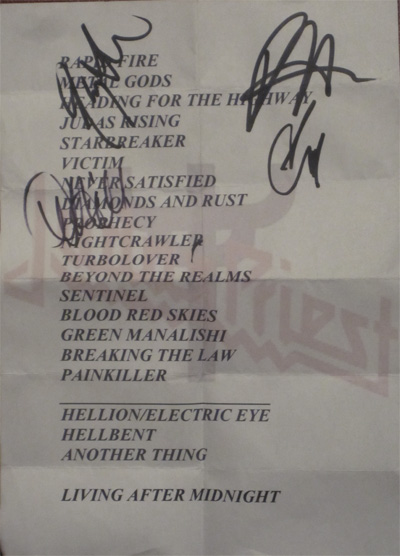 RAPID FIRE
METAL GODS
HEADING FOR THE HIGHWAY
JUDAS RISING
STARBREAKER
VICTIM
NEVER SATISFIED
DIAMONDS AND RUST
PROPHECY
NIGHTCRAWLER
TURBOLOVER
BEYOND THE REALMS
SENTINEL
BLOOD RED SKIES
GREEN MANALISHI
BREAKING THE LAW
PAINKILLER
HELLION/ELECTRIC EYE
HELLBENT
ANOTHER THING
LIVING AFTER MIDNIGHT
Judas Priest